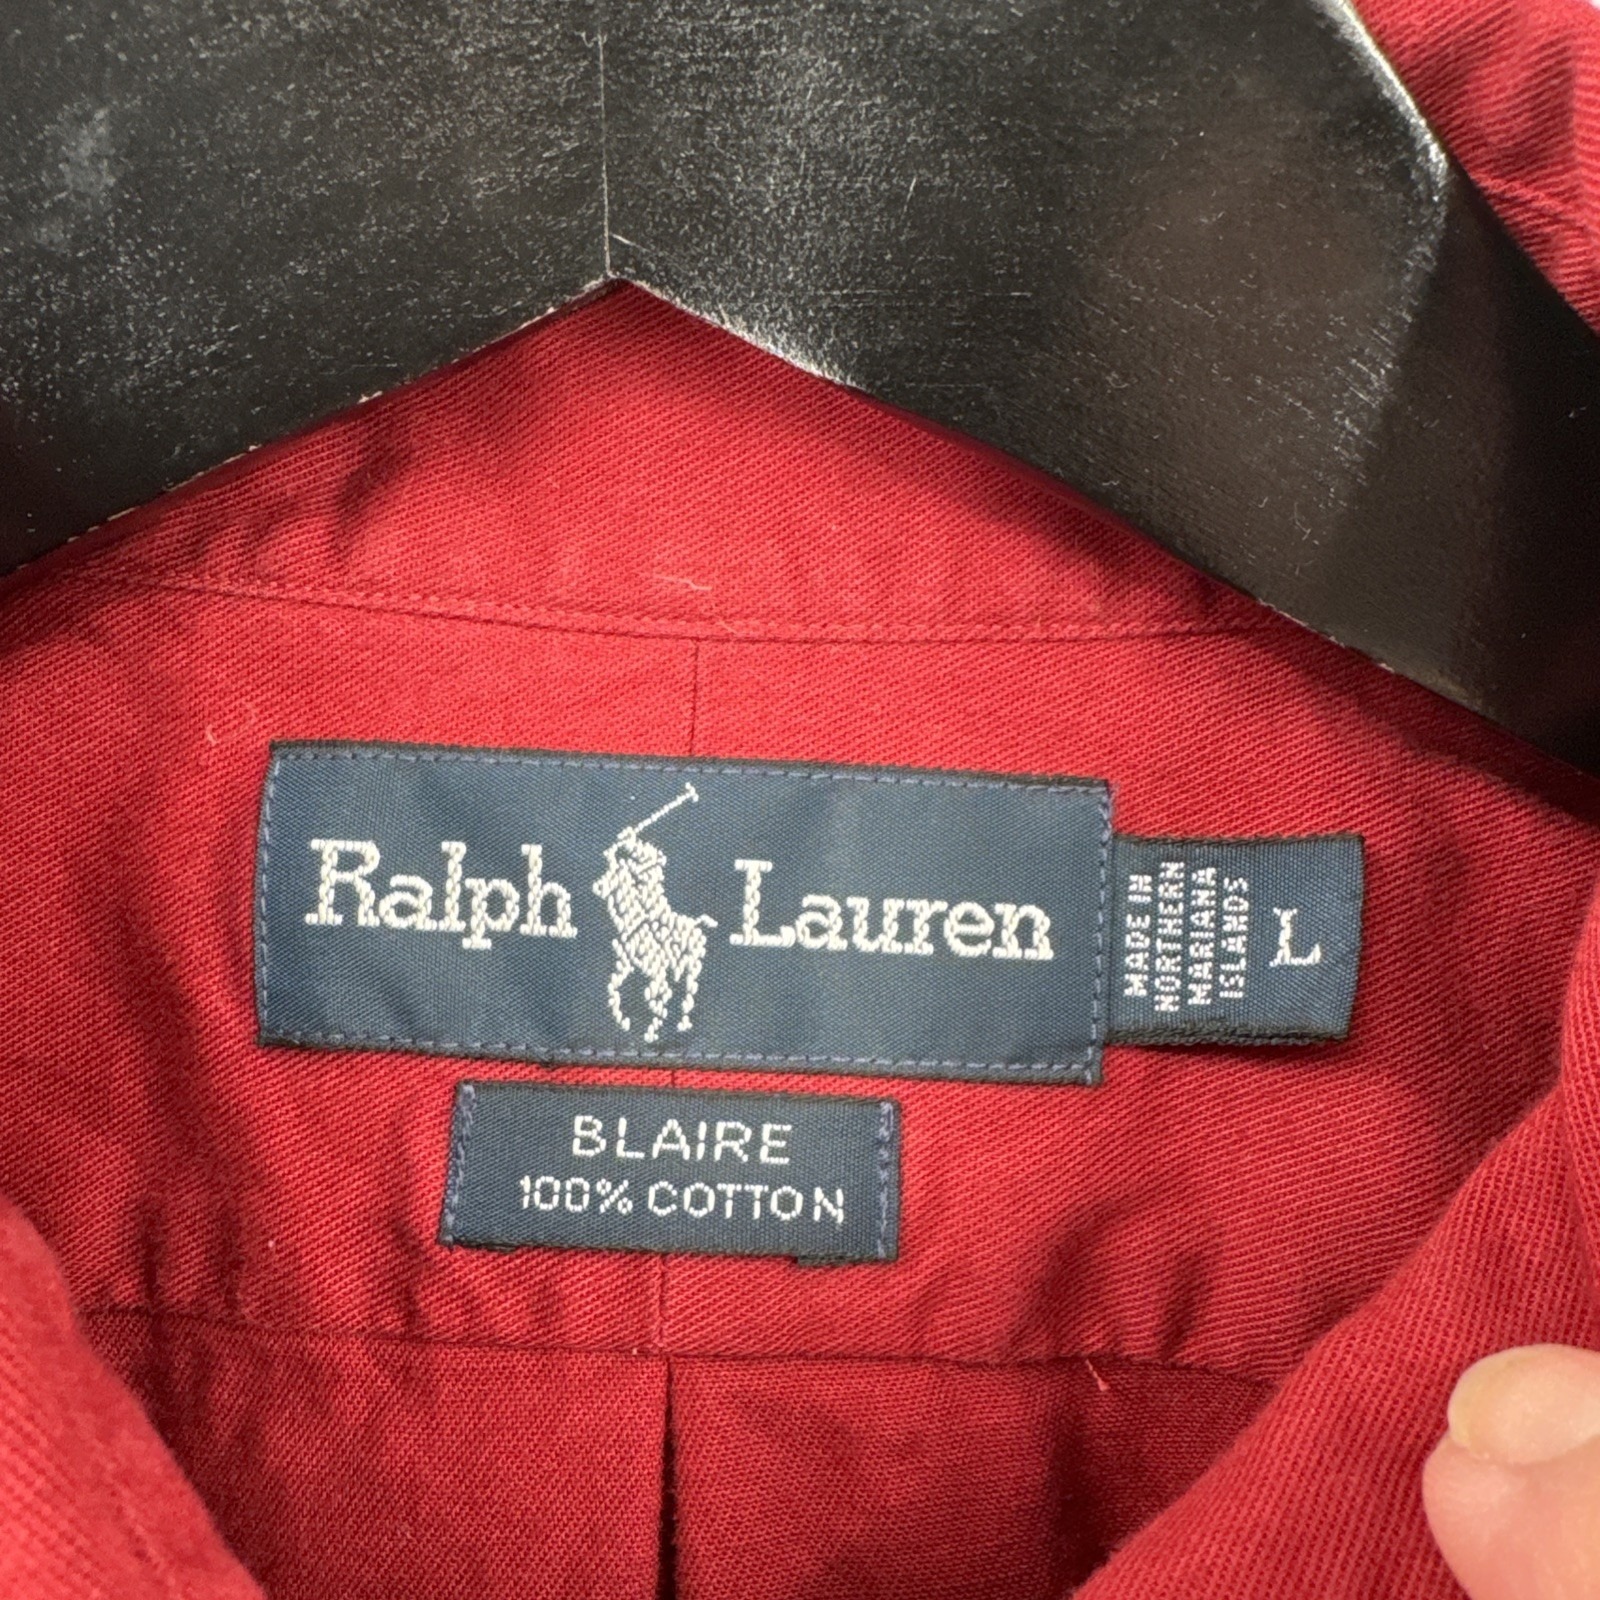 Ralph Lauren
MADE IN
NORTHERN
MARIANA
ISLANDS
L
BLAIRE
100% COTTON